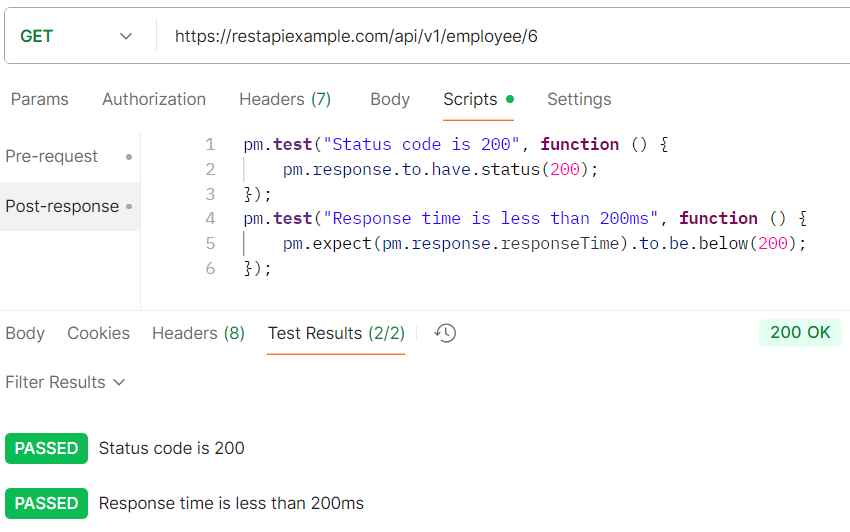 GET https://restapiexample.com/api/v1/employee/6
Params Authorization Headers (7) Body Scripts Settings
Pre-request
Post-response
1 pm.test("Status code is 200", function () {
2 pm.response.to.have.status(200);
3 });
4 pm.test("Response time is less than 200ms", function () {
5 pm.expect(pm.response.responseTime).to.be.below(200);
6 });
Body Cookies Headers (8) Test Results (2/2) 200 OK
Filter Results
PASSED Status code is 200
PASSED Response time is less than 200ms